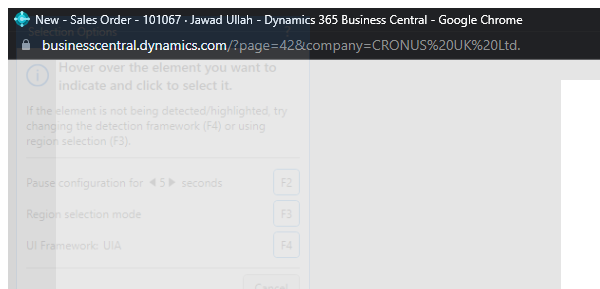 New - Sales Order - 101067 · Jawad Ullah - Dynamics 365 Business Central - Google Chrome
Selection Options
businesscentral.dynamics.com/?page=42&company=CRONUS%20UK%20Ltd.
Hover over the element you want to
indicate and click to select it.
If the element is not being detected/highlighted, try
changing the detection framework (F4) or using
region selection (F3).
Pause configuration for 5 seconds F2
Region selection mode F3
UI Framework: UIA F4
Cancel